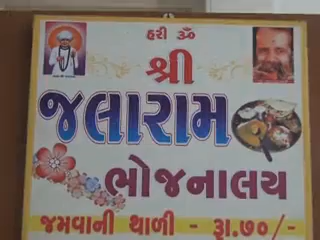 હરી ૐ
શ્રી
જલારામ
ભોજનાલય
જમવાની થાળી - રૂા.૭૦/-